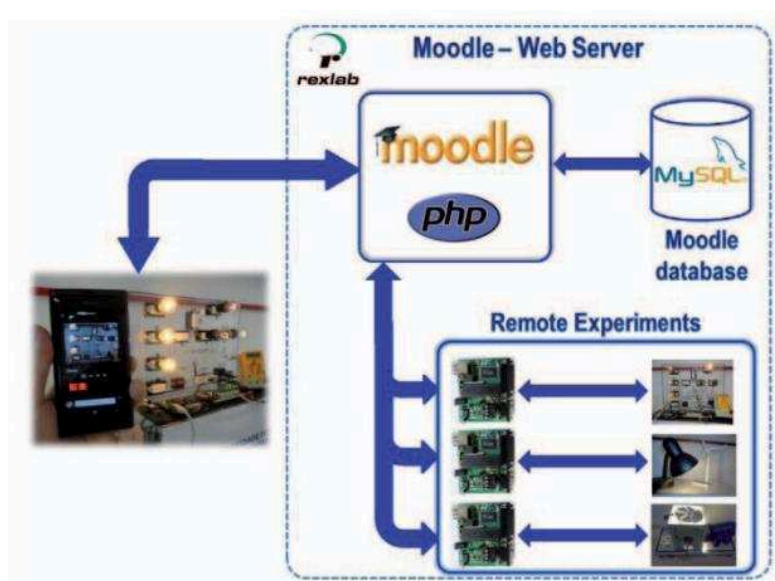 rexlab
Moodle – Web Server
moodle
php
MySQL
Moodle
database
Remote Experiments